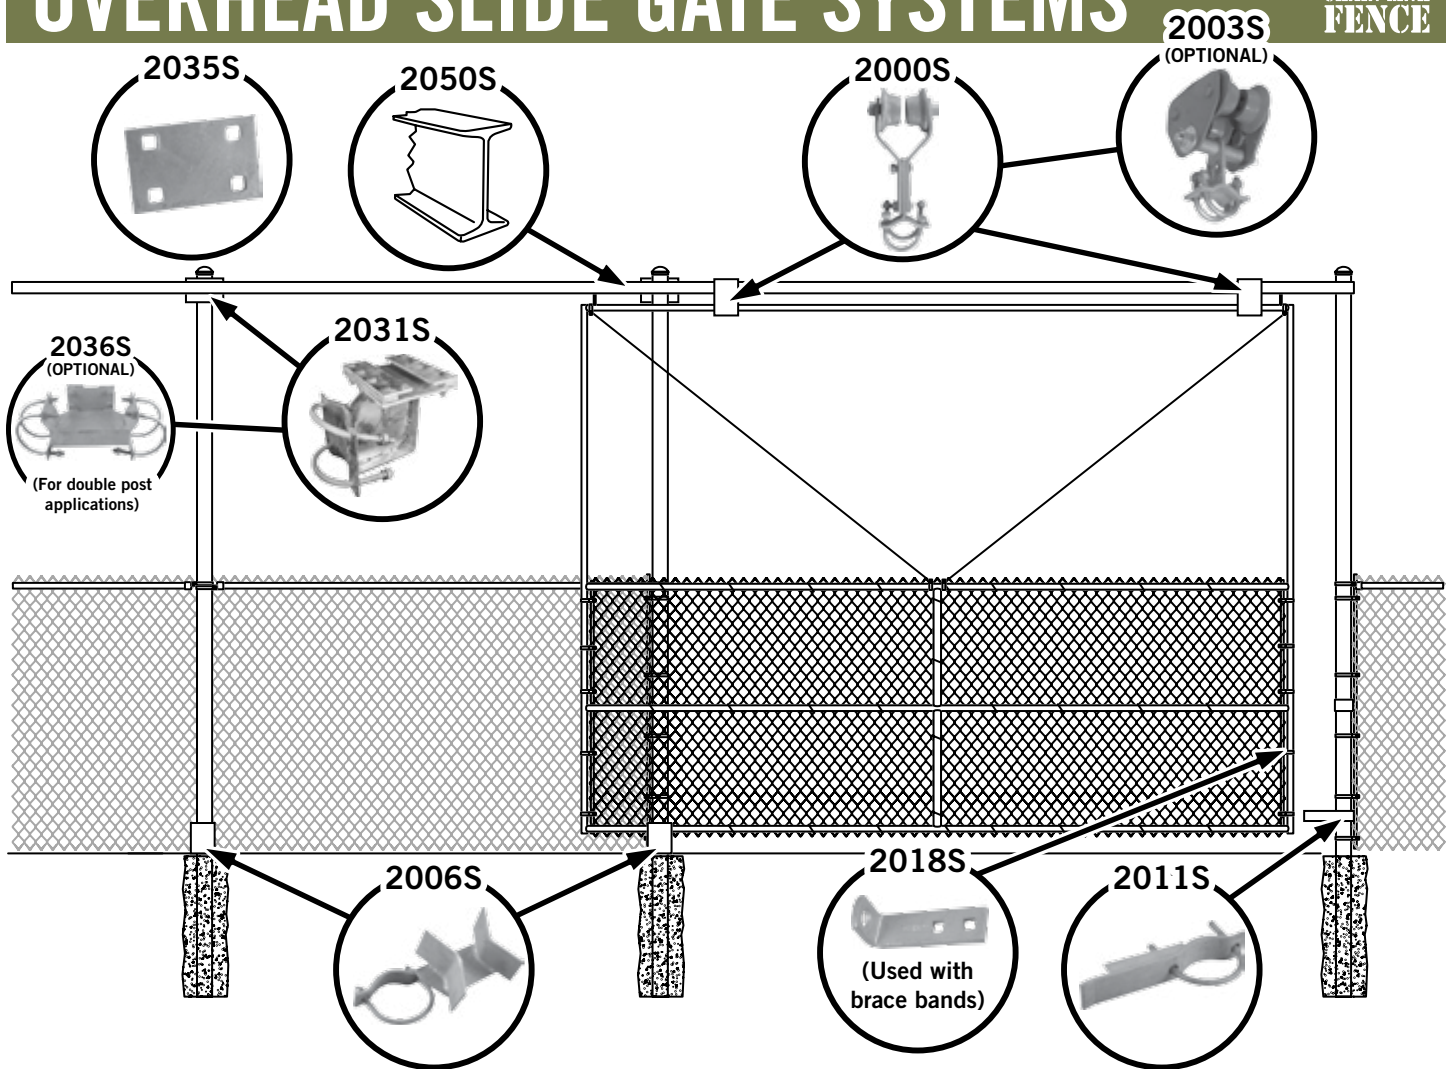 OVERHEAD SLIDE GATE SYSTEMS
FENCE
2035S
2050S
2000S
2003S
(OPTIONAL)
2036S
(OPTIONAL)
(For double post
applications)
2031S
2006S
2018S
(Used with
brace bands)
2011S